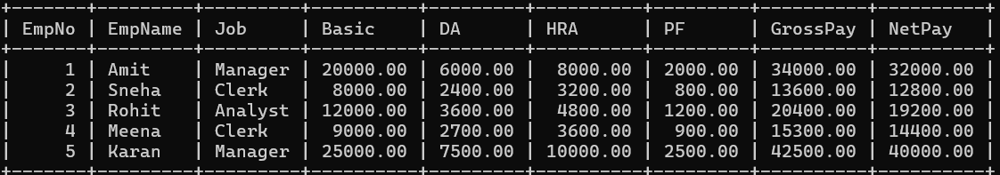 +-------+---------+---------+----------+---------+----------+---------+----------+----------+
| EmpNo | EmpName | Job     | Basic    | DA      | HRA      | PF      | GrossPay | NetPay   |
+-------+---------+---------+----------+---------+----------+---------+----------+----------+
|     1 | Amit    | Manager | 20000.00 | 6000.00 |  8000.00 | 2000.00 | 34000.00 | 32000.00 |
|     2 | Sneha   | Clerk   |  8000.00 | 2400.00 |  3200.00 |  800.00 | 13600.00 | 12800.00 |
|     3 | Rohit   | Analyst | 12000.00 | 3600.00 |  4800.00 | 1200.00 | 20400.00 | 19200.00 |
|     4 | Meena   | Clerk   |  9000.00 | 2700.00 |  3600.00 |  900.00 | 15300.00 | 14400.00 |
|     5 | Karan   | Manager | 25000.00 | 7500.00 | 10000.00 | 2500.00 | 42500.00 | 40000.00 |
+-------+---------+---------+----------+---------+----------+---------+----------+----------+